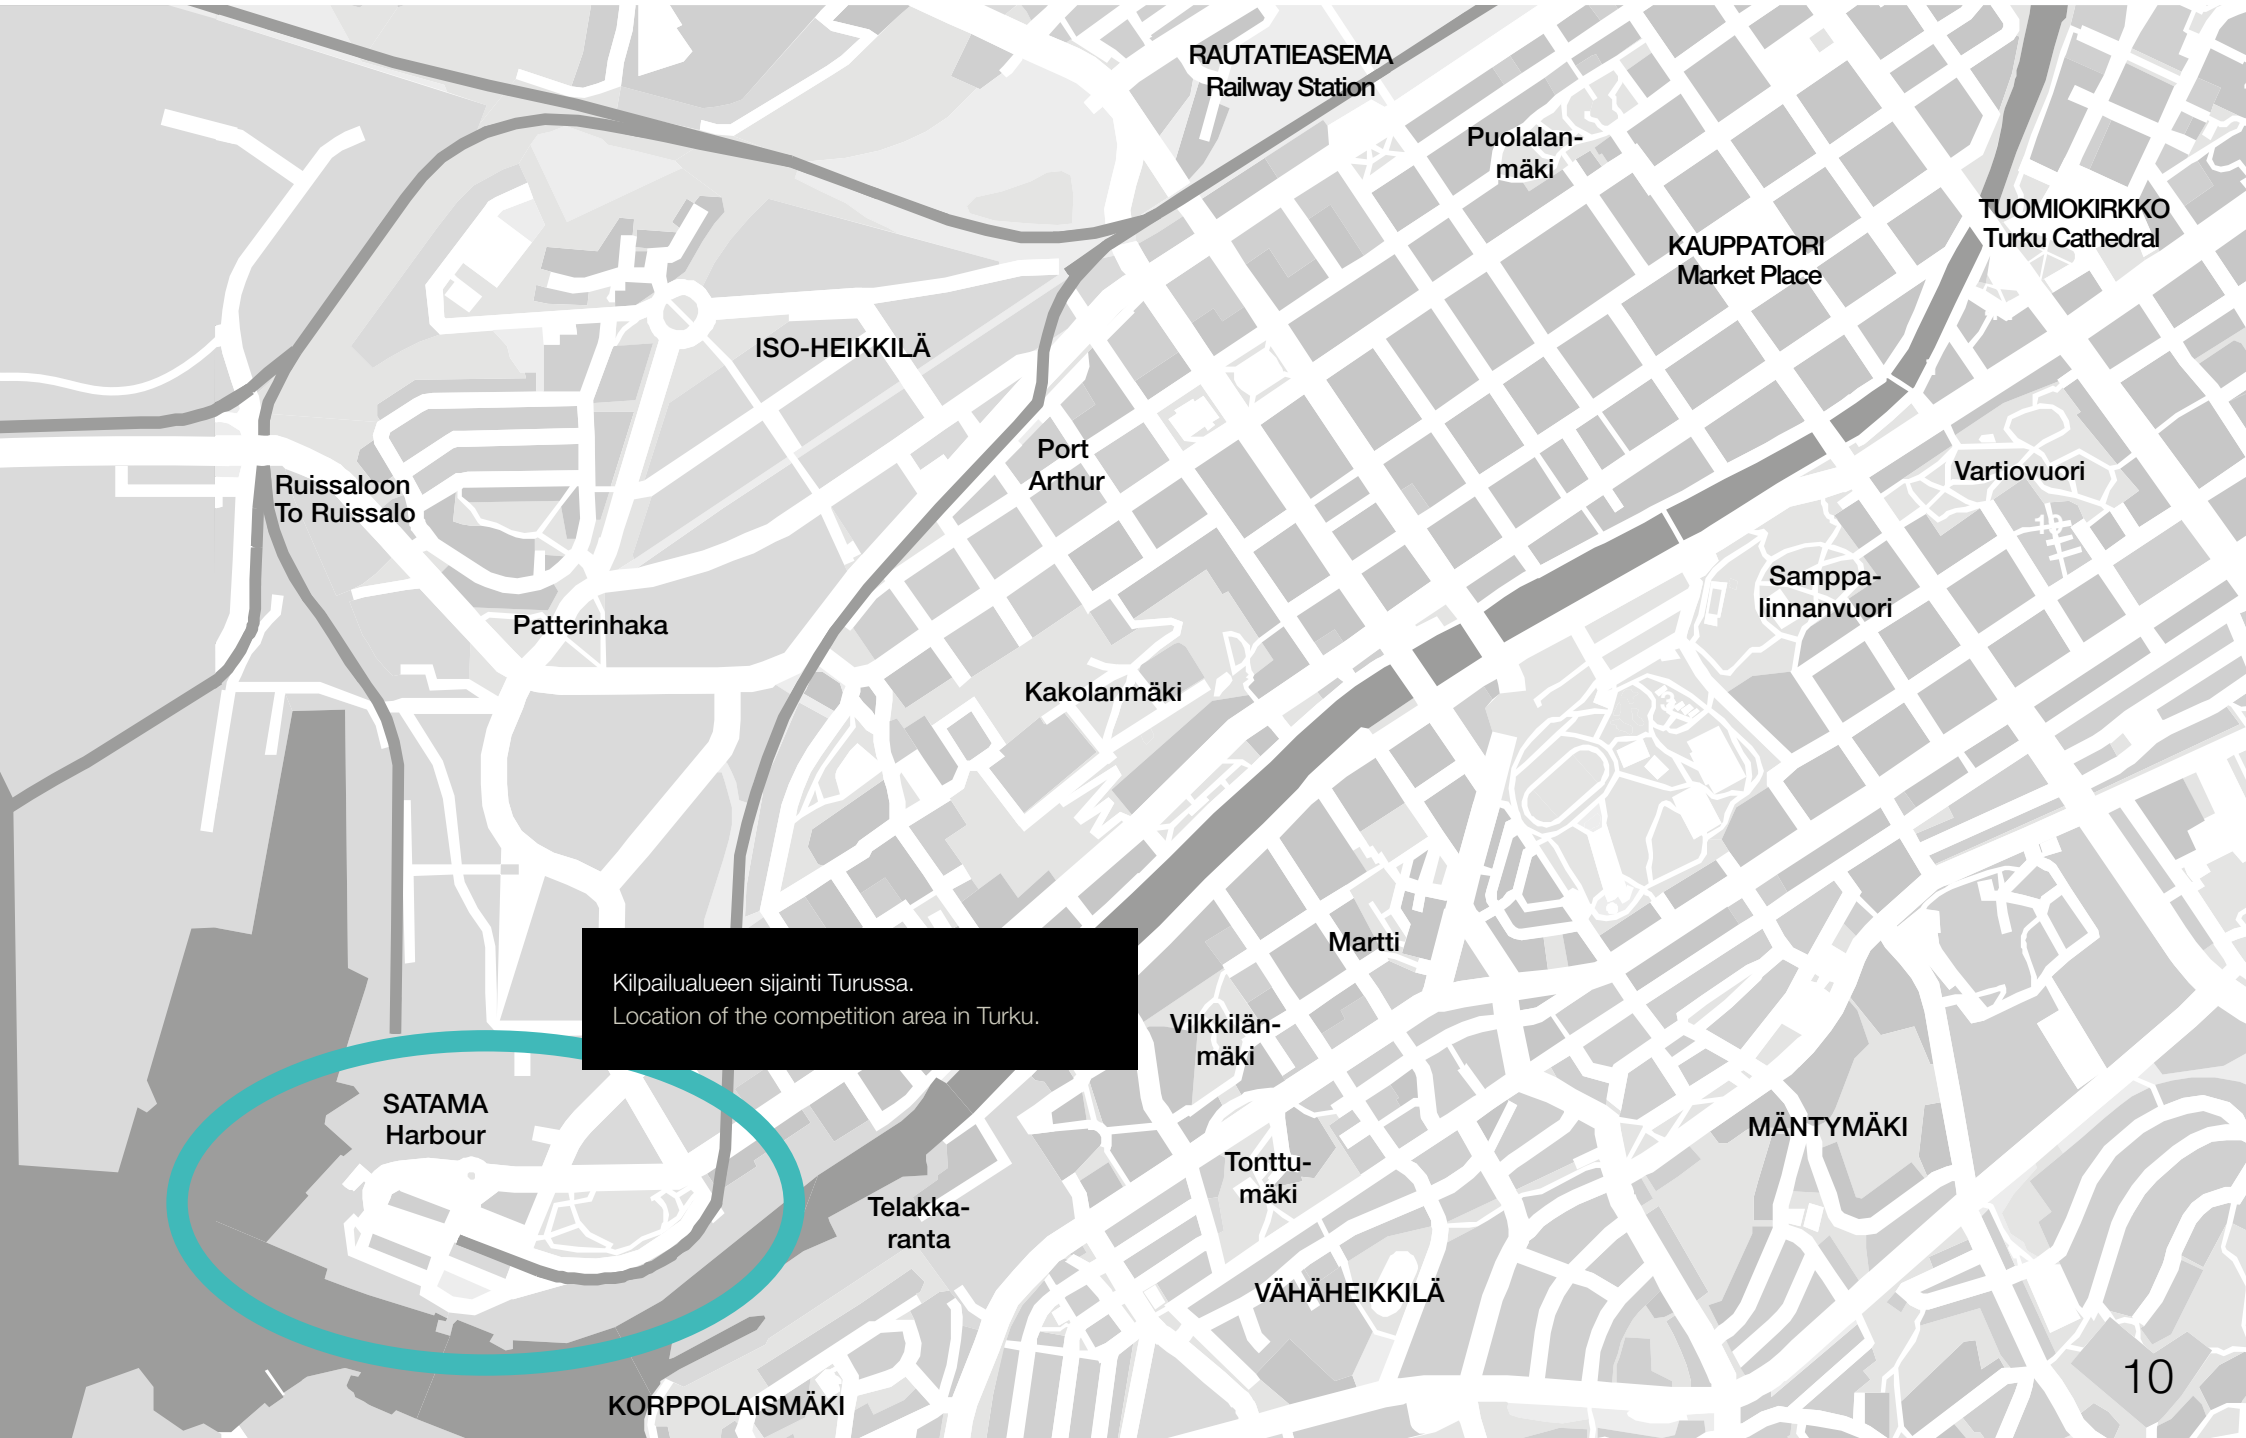 RAUTATIEASEMA
Railway Station
Puolalan-
mäki
TUOMIOKIRKKO
Turku Cathedral
KAUPPATORI
Market Place
ISO-HEIKKILÄ
Port
Arthur
Vartiovuori
Ruissaloon
To Ruissalo
Samppa-
linnanvuori
Patterinhaka
Kakolanmäki
Martti
Kilpailualueen sijainti Turussa.
Location of the competition area in Turku.
Vilkkilän-
mäki
SATAMA
Harbour
MÄNTYMÄKI
Tonttu-
mäki
Telakka-
ranta
VÄHÄHEIKKILÄ
KORPPOLAISMÄKI
10